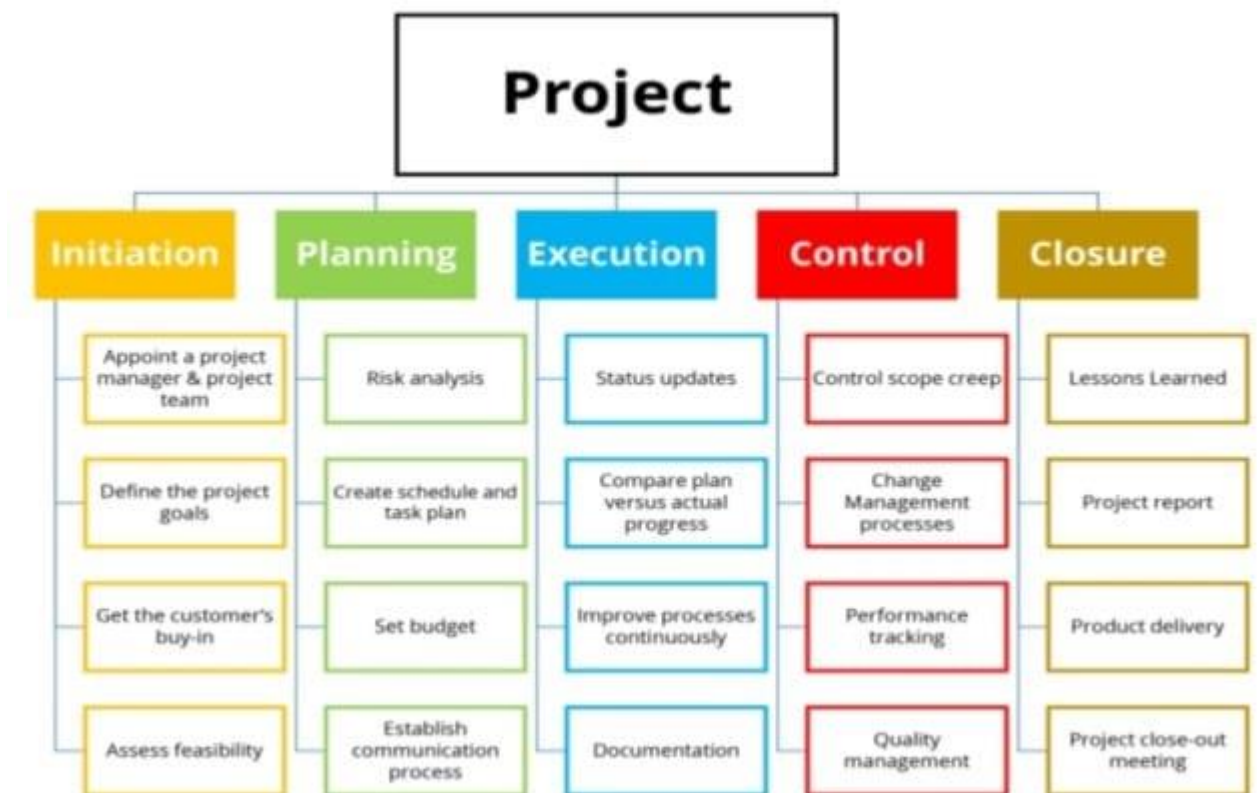 Project
Initiation
Planning
Execution
Control
Closure
Appoint a project
manager & project
team
Define the project
goals
Get the customer's
buy-in
Assess feasibility
Risk analysis
Create schedule and
task plan
Set budget
Establish
communication
process
Status updates
Compare plan
versus actual
progress
Improve processes
continuously
Documentation
Control scope creep
Change
Management
processes
Performance
tracking
Quality
management
Lessons Learned
Project report
Product delivery
Project close-out
meeting